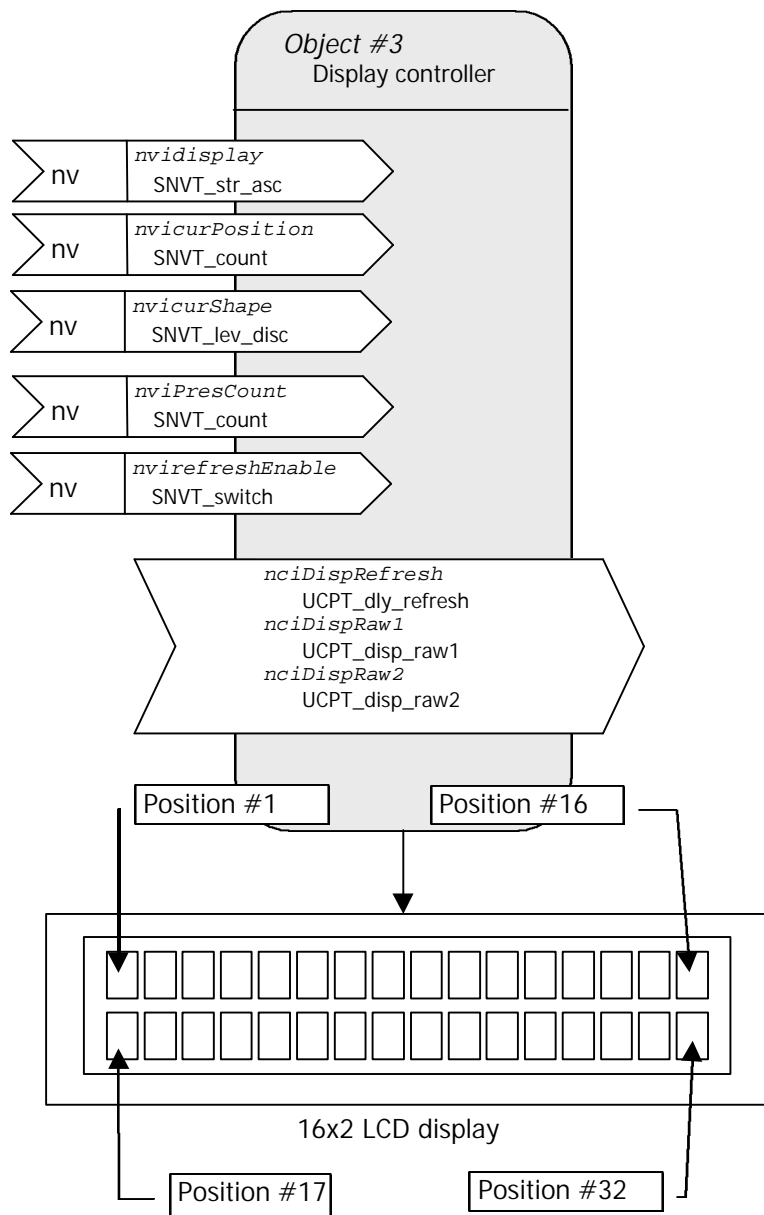 Object #3
Display controller
nv
nvidisplay
SNVT_str_asc
nv
nvicurPosition
SNVT_count
nv
nvicurShape
SNVT_lev_disc
nv
nviPresCount
SNVT_count
nv
nvirefreshEnable
SNVT_switch
nciDispRefresh
UCPT_dly_refresh
nciDispRaw1
UCPT_disp_raw1
nciDispRaw2
UCPT_disp_raw2
Position #1
Position #16
16x2 LCD display
Position #17
Position #32